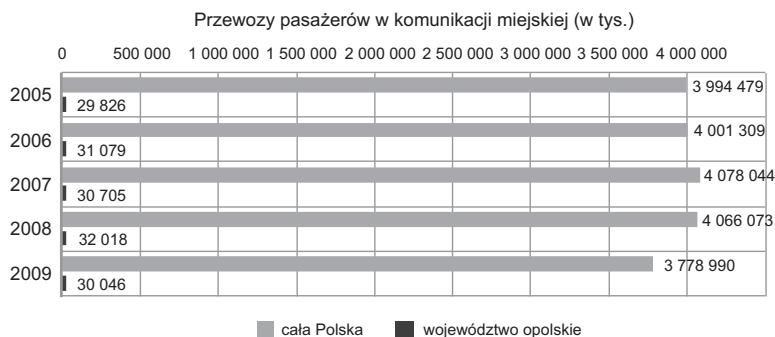 Przewozy pasażerów w komunikacji miejskiej (w tys.)
0 500 000 1 000 000 1 500 000 2 000 000 2 500 000 3 000 000 3 500 000 4 000 000
2005 3 994 479
29 826
2006 4 001 309
31 079
2007 4 078 044
30 705
2008 4 066 073
32 018
2009 3 778 990
30 046
cała Polska województwo opolskie